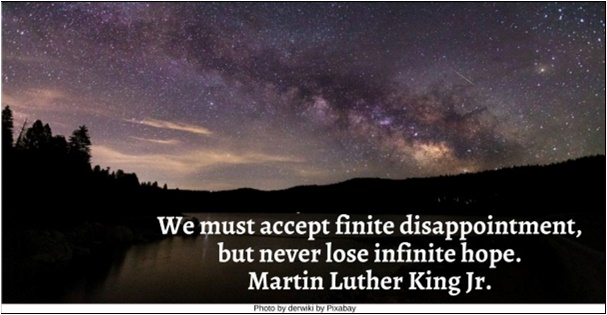 We must accept finite disappointment,
but never lose infinite hope.
Martin Luther King Jr.
Photo by derwiki by Pixabay